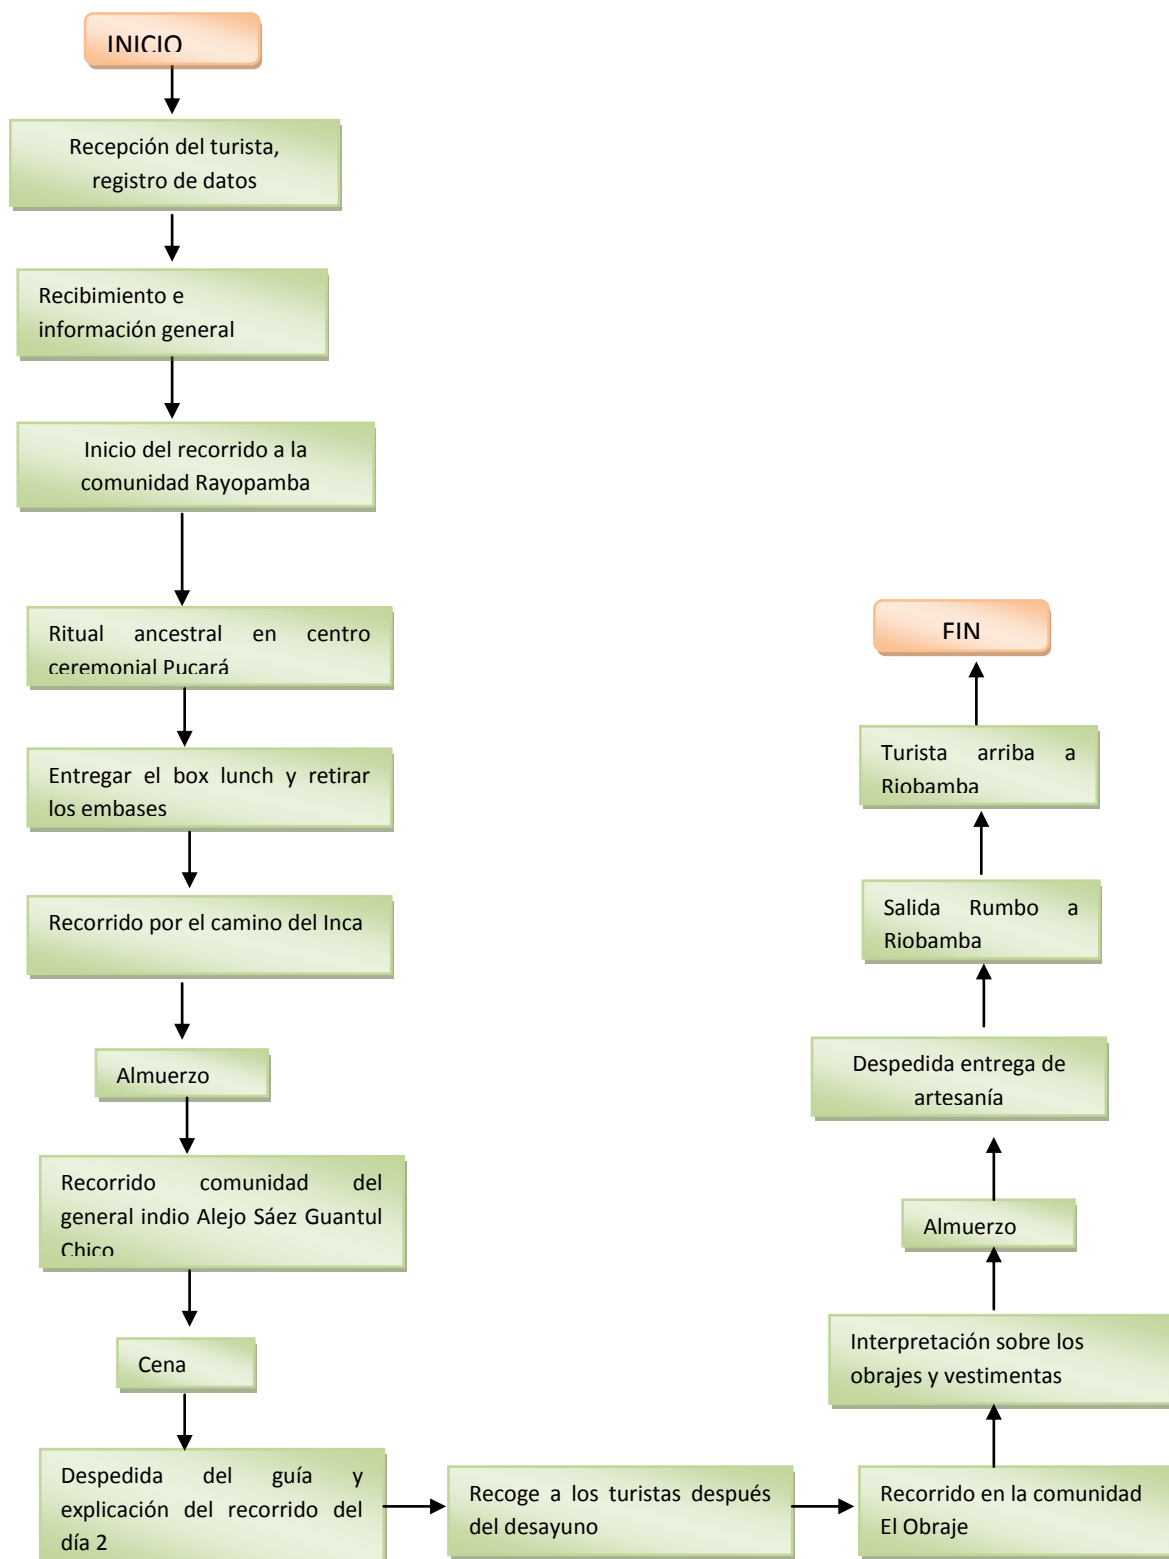 INICIO
Recepción del turista,
registro de datos
Recibimiento e
información general
Inicio del recorrido a la
comunidad Rayopamba
Ritual ancestral en centro
ceremonial Pucará
Entregar el box lunch y retirar
los embases
Recorrido por el camino del Inca
Almuerzo
Recorrido comunidad del
general indio Alejo Sáez Guantul
Chico
Cena
Despedida del guía y
explicación del recorrido del
día 2
Recoge a los turistas después
del desayuno
Recorrido en la comunidad
El Obraje
Interpretación sobre los
obrajes y vestimentas
Almuerzo
Despedida entrega de
artesanía
Salida Rumbo a
Riobamba
Turista arriba a
Riobamba
FIN